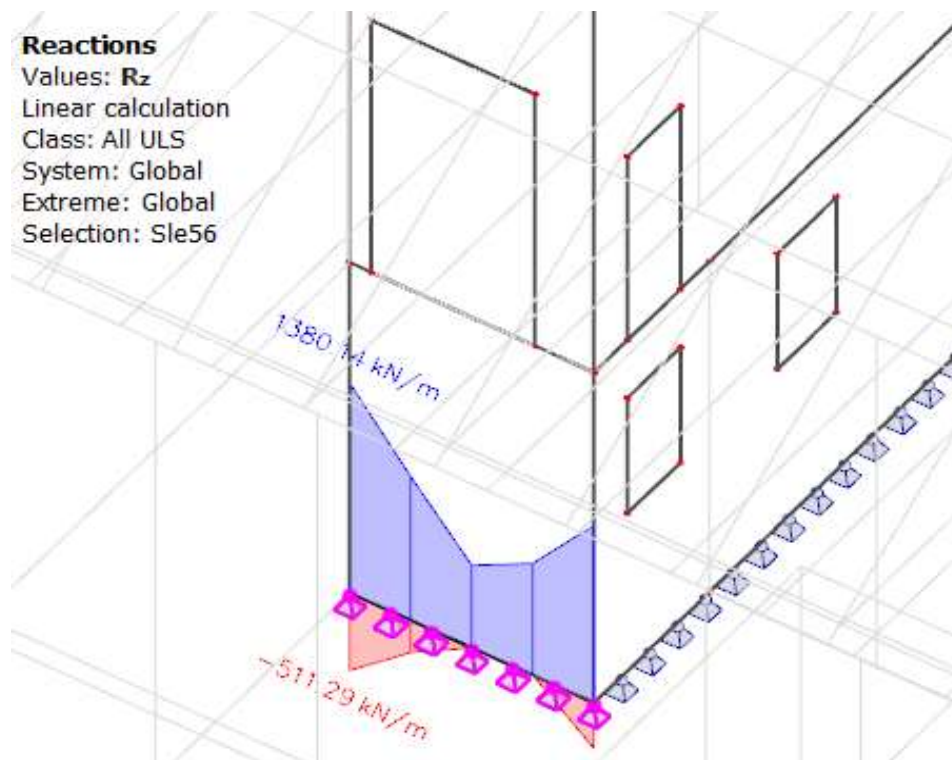 Reactions
Values: Rz
Linear calculation
Class: All ULS
System: Global
Extreme: Global
Selection: Sle56
1380.14 kN/m
-511.29 kN/m